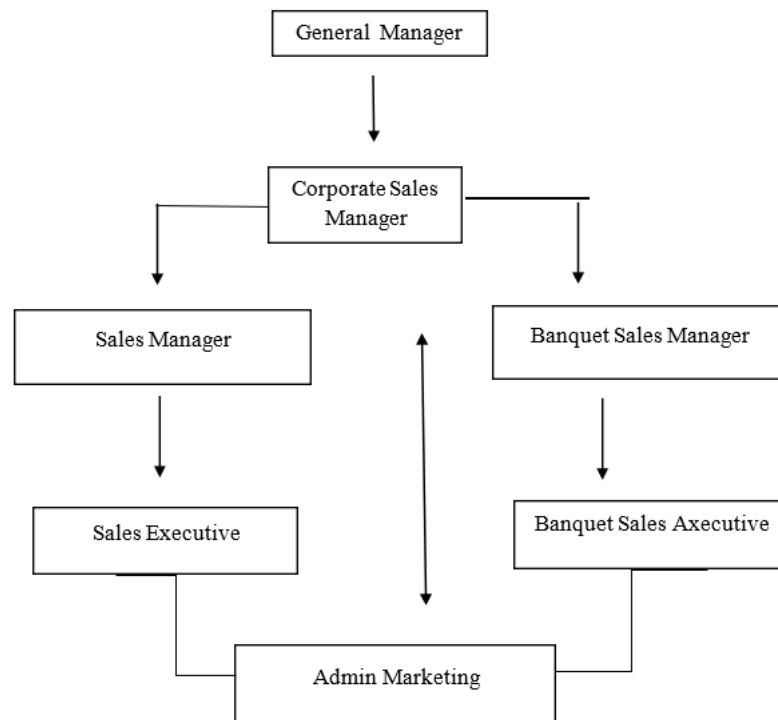 General Manager
Corporate Sales
Manager
Sales Manager
Banquet Sales Manager
Sales Executive
Banquet Sales Axecutive
Admin Marketing